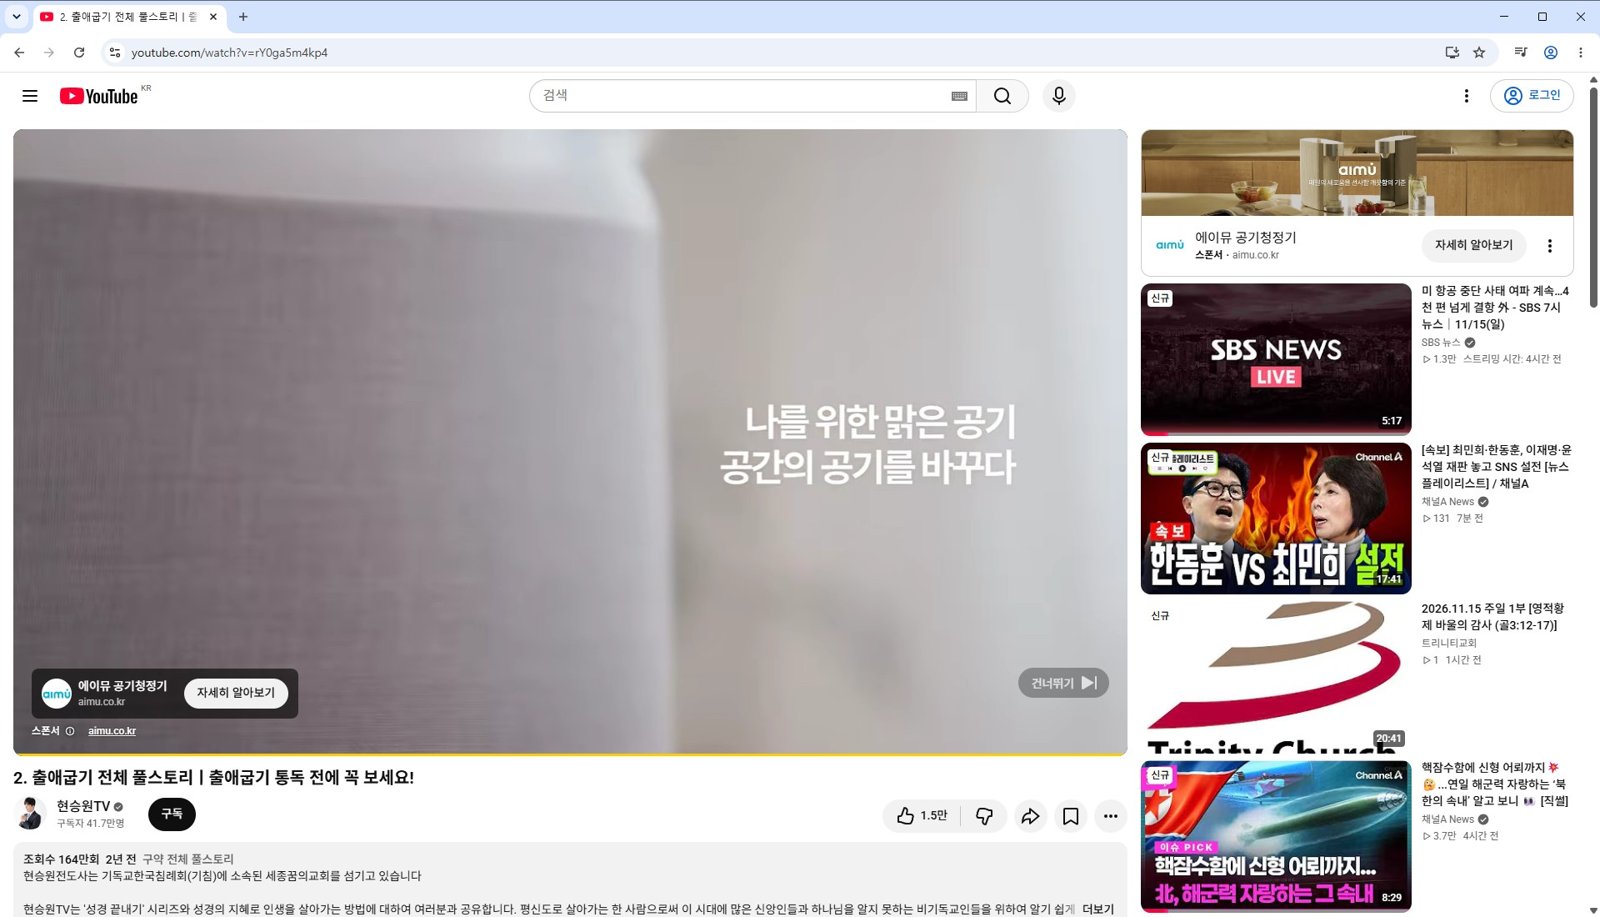 2. 출애굽기 전체 풀스토리 | 출
youtube.com/watch?v=rY0ga5m4kp4
YouTube KR
검색
로그인
나를 위한 맑은 공기
공간의 공기를 바꾸다
aimu
에이뮤 공기청정기
aimu.co.kr
자세히 알아보기
건너뛰기
스폰서
aimu.co.kr
2. 출애굽기 전체 풀스토리ㅣ출애굽기 통독 전에 꼭 보세요!
현승원TV
구독자 41.7만명
구독
1.5만
조회수 164만회 2년 전 구약 전체 풀스토리
현승원전도사는 기독교한국침례회(기침)에 소속된 세종꿈의교회를 섬기고 있습니다
현승원TV는 '성경 끝내기' 시리즈와 성경의 지혜로 인생을 살아가는 방법에 대하여 여러분과 공유합니다. 평신도로 살아가는 한 사람으로써 이 시대에 많은 신앙인들과 하나님을 알지 못하는 비기독교인들을 위하여 알기 쉽게 더보기
aimu
aimu
에이뮤 공기청정기
스폰서 · aimu.co.kr
자세히 알아보기
신규
SBS NEWS
LIVE
5:17
미 항공 중단 사태 여파 계속…4
천 편 넘게 결항 外 - SBS 7시
뉴스｜11/15(일)
SBS 뉴스
1.3만 스트리밍 시간: 4시간 전
신규
플레이리스트
Channel A
속보
한동훈 VS 최민희 설전
17:41
[속보] 최민희·한동훈, 이재명·윤
석열 재판 놓고 SNS 설전 [뉴스
플레이리스트] / 채널A
채널A News
131 7분 전
신규
Trinity Church
20:41
2026.11.15 주일 1부 [영적황
제 바울의 감사 (골3:12-17)]
트리니티교회
1 1시간 전
신규
Channel A
이슈 PICK
핵잠수함에 신형 어뢰까지...
北, 해군력 자랑하는 그 속내
8:29
핵잠수함에 신형 어뢰까지
...연일 해군력 자랑하는 '북
한의 속내' 알고 보니 [직썰]
채널A News
3.7만 4시간 전